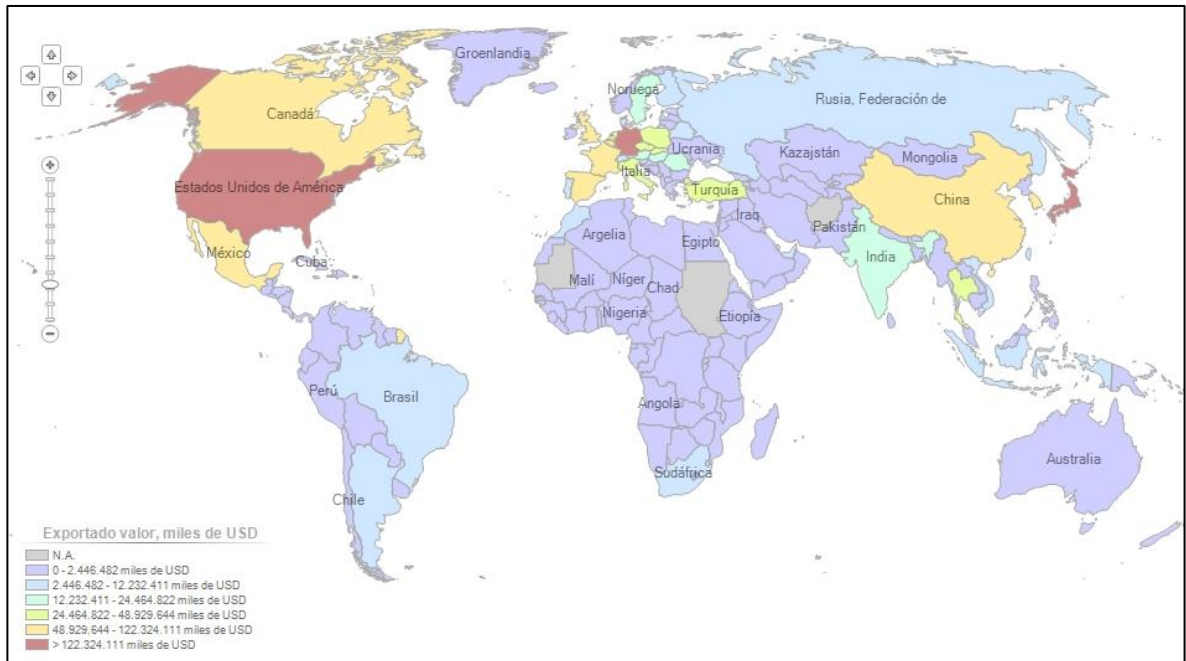 Groenlandia
Noruega
Rusia, Federación de
Canadá
Ucrania
Kazajstán
Mongolia
Italia
Estados Unidos de América
Turquía
China
Iraq
Pakistán
México
Argelia
Egipto
India
Cuba
Malí
Níger
Chad
Nigeria
Etiopía
Perú
Brasil
Angola
Sudáfrica
Australia
Chile
Exportado valor, miles de USD
N.A.
0 - 2.446.482 miles de USD
2.446.482 - 12.232.411 miles de USD
12.232.411 - 24.464.822 miles de USD
24.464.822 - 48.929.644 miles de USD
48.929.644 - 122.324.111 miles de USD
> 122.324.111 miles de USD